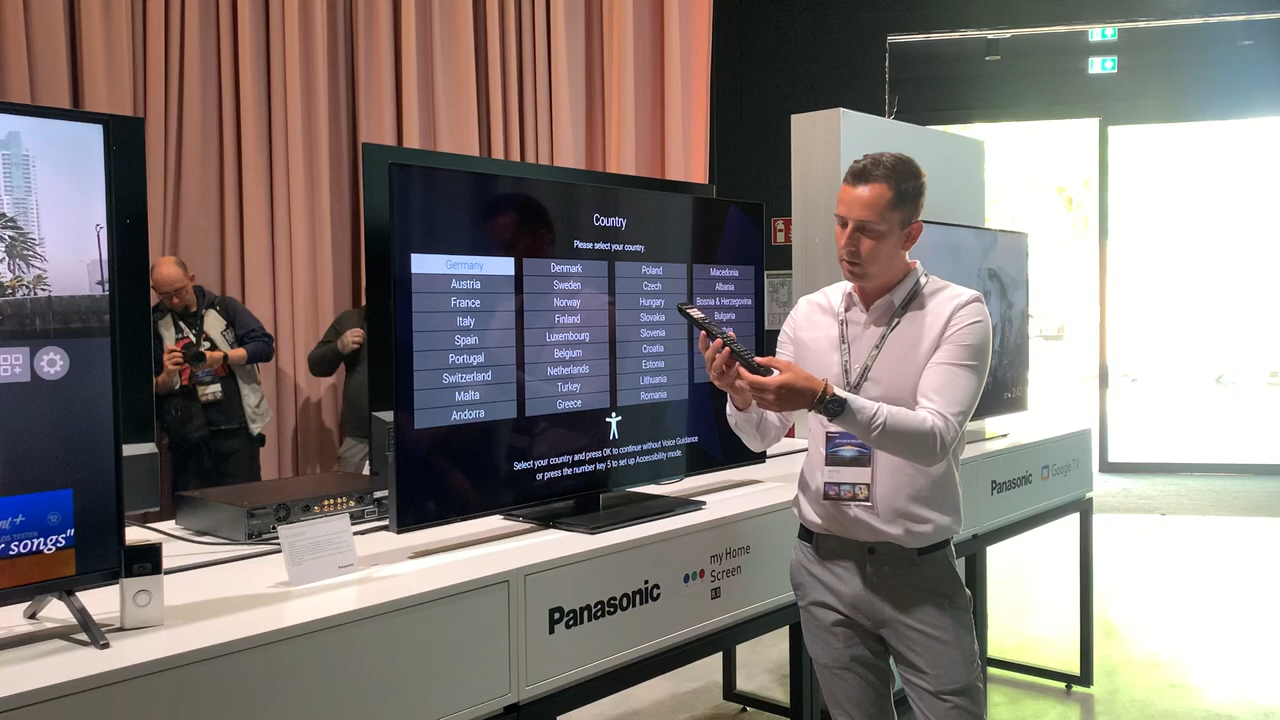 Country
Please select your country.
Germany
Austria
France
Italy
Spain
Portugal
Switzerland
Malta
Andorra
Denmark
Sweden
Norway
Finland
Luxembourg
Belgium
Netherlands
Turkey
Greece
Poland
Czech
Hungary
Slovakia
Slovenia
Croatia
Estonia
Lithuania
Romania
Macedonia
Albania
Bosnia & Herzegovina
Bulgaria
Select your country and press OK to continue without Voice Guidance
or press the number key 5 to set up Accessibility mode.
songs"
Panasonic
my Home
Screen
8.0
Panasonic
Google TV